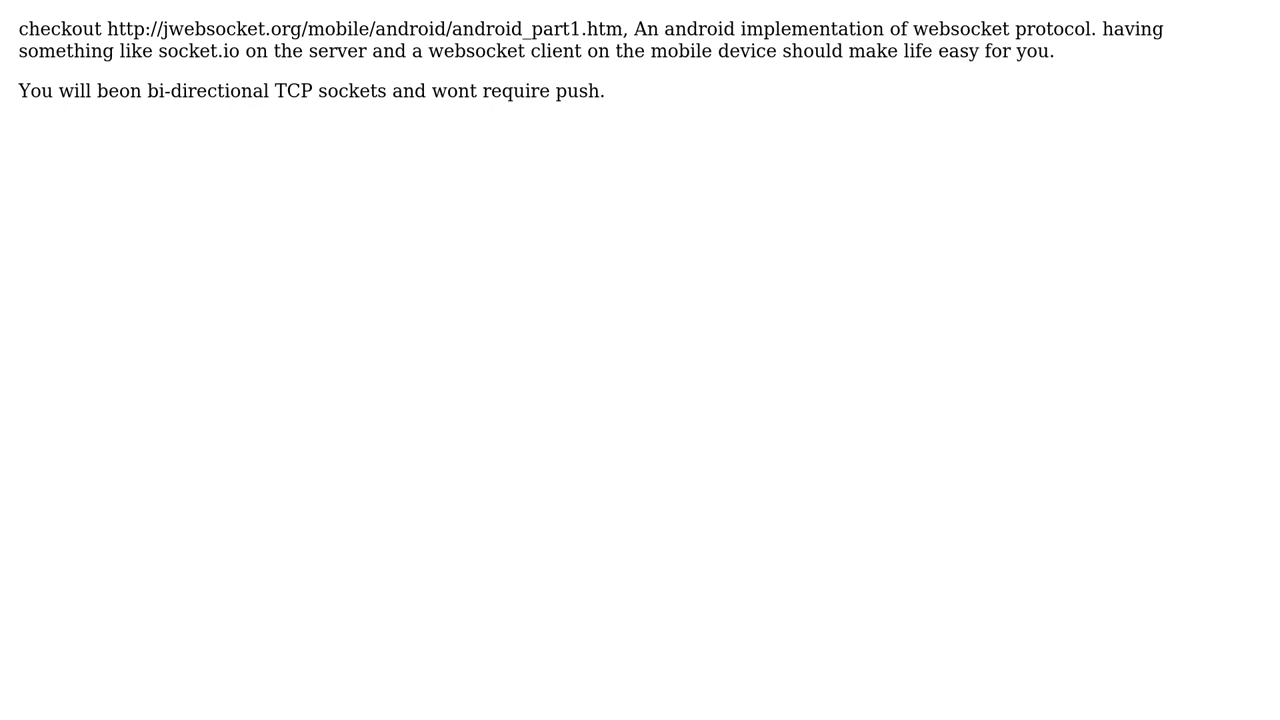 checkout http://jwebsocket.org/mobile/android/android_part1.htm, An android implementation of websocket protocol. having
something like socket.io on the server and a websocket client on the mobile device should make life easy for you.
You will beon bi-directional TCP sockets and wont require push.